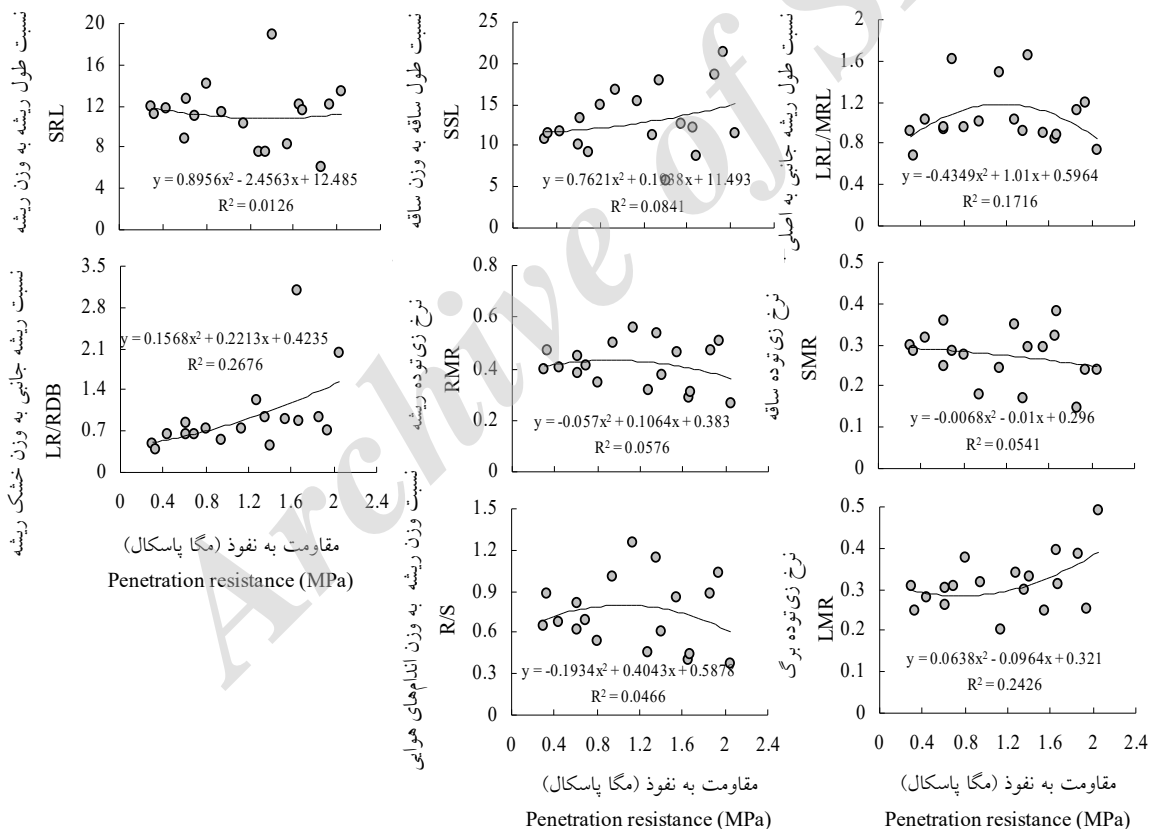 نسبت طول ریشه به وزن ریشه
SRL
20
16
12
8
4
0
y = 0.8956x² - 2.4563x + 12.485
R² = 0.0126
نسبت طول ساقه به وزن ساقه
SSL
25
20
15
10
5
0
y = 0.7621x² + 0.1938x + 11.493
R² = 0.0841
نسبت طول ریشه جانبی به اصلی
LRL/MRL
2
1.6
1.2
0.8
0.4
0
y = -0.4349x² + 1.01x + 0.5964
R² = 0.1716
نسبت ریشه جانبی به وزن خشک ریشه
LR/RDB
3.5
2.8
2.1
1.4
0.7
0
y = 0.1568x² + 0.2213x + 0.4235
R² = 0.2676
0 0.4 0.8 1.2 1.6 2 2.4
مقاومت به نفوذ (مگا پاسکال)
Penetration resistance (MPa)
نرخ زی‌توده ریشه
RMR
0.8
0.6
0.4
0.2
0
y = -0.057x² + 0.1064x + 0.383
R² = 0.0576
نرخ زی‌توده ساقه
SMR
0.5
0.4
0.3
0.2
0.1
0
y = -0.0068x² - 0.01x + 0.296
R² = 0.0541
نسبت وزن ریشه به وزن اندام‌های هوایی
R/S
1.5
1.2
0.9
0.6
0.3
0
y = -0.1934x² + 0.4043x + 0.5878
R² = 0.0466
0 0.4 0.8 1.2 1.6 2 2.4
مقاومت به نفوذ (مگا پاسکال)
Penetration resistance (MPa)
نرخ زی‌توده برگ
LMR
0.5
0.4
0.3
0.2
0.1
0
y = 0.0638x² - 0.0964x + 0.321
R² = 0.2426
0 0.4 0.8 1.2 1.6 2 2.4
مقاومت به نفوذ (مگا پاسکال)
Penetration resistance (MPa)
Archive of S